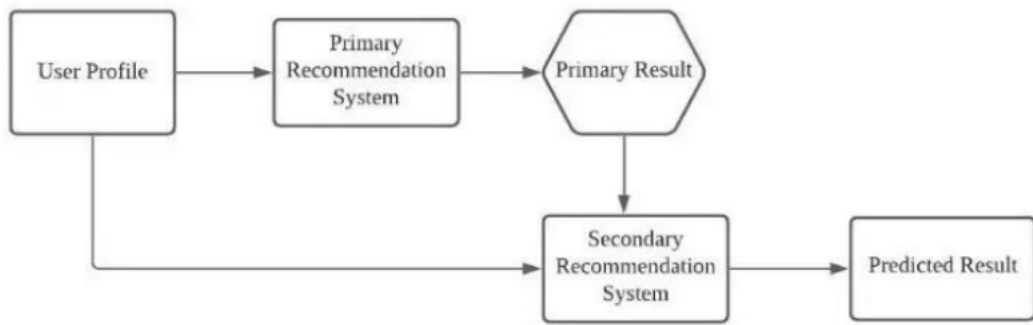 User Profile
Primary
Recommendation
System
Primary Result
Secondary
Recommendation
System
Predicted Result